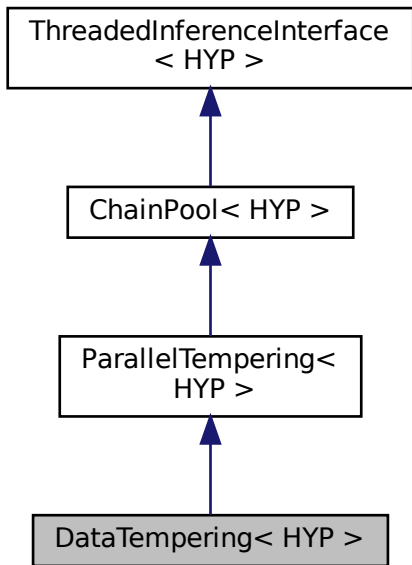 ThreadedInferenceInterface
< HYP >
ChainPool< HYP >
ParallelTempering<
HYP >
DataTempering< HYP >